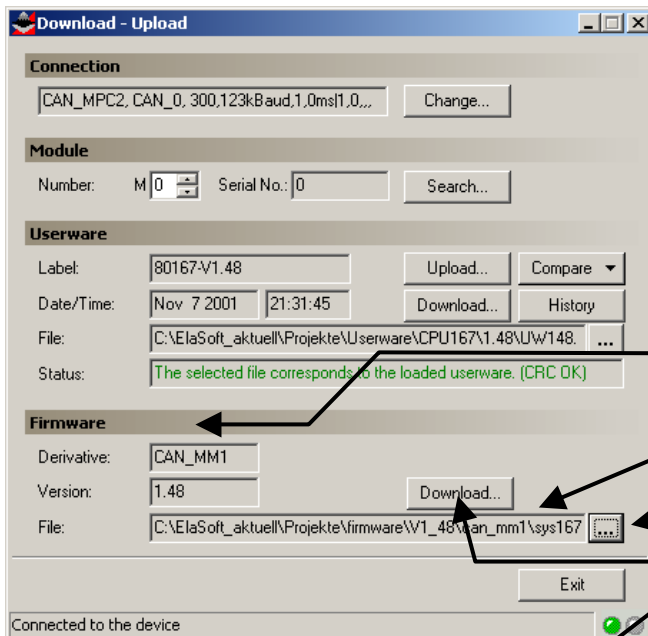 Download - Upload
Connection
CAN_MPC2, CAN_0, 300,123kBaud,1,0ms|1,0,,, Change...
Module
Number: M 0 Serial No.: 0 Search...
Userware
Label: 80167-V1.48 Upload... Compare
Date/Time: Nov 7 2001 21:31:45 Download... History
File: C:\ElaSoft_aktuell\Projekte\Userware\CPU167\1.48\UW148. ...
Status: The selected file corresponds to the loaded userware. (CRC OK)
Firmware
Derivative: CAN_MM1
Version: 1.48 Download...
File: C:\ElaSoft_aktuell\Projekte\firmware\V1_48\can_mm1\sys167 ...
Exit
Connected to the device